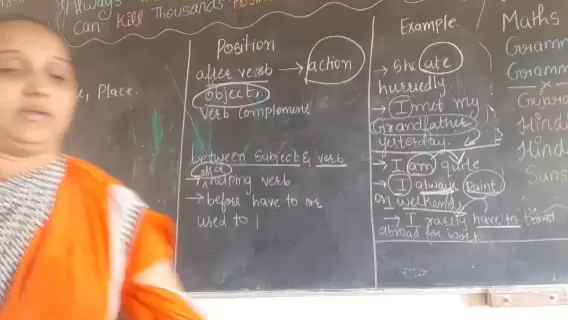 Always
can kill Thousands
e, Place.
Position
after verb → action
object,
verb complement
between subject & verb
after
→ helping verb
→ before have to or
used to
Example.
→ She ate
hurriedly
→ I met my
Grandfather
yesterday.
→ I am quite
→ I always Paint
on weekends
→ I rarely have to travel
abroad for work
Maths
Gramm
Gramm
Gujara
Hindi
Hindi
Sans